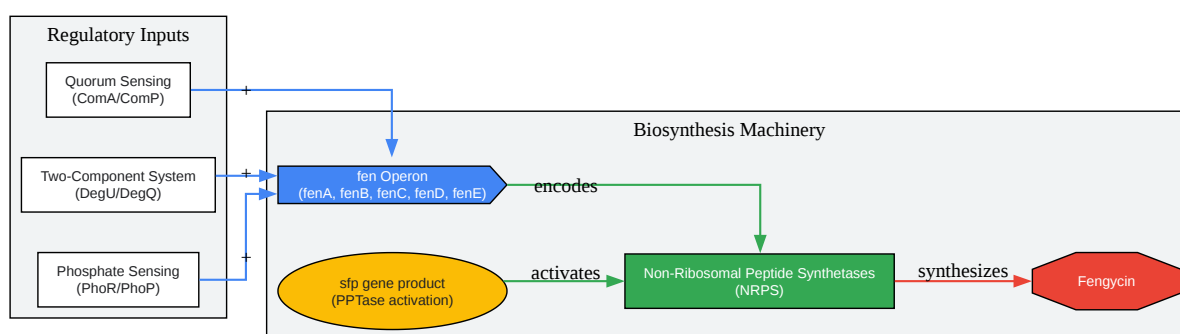 Regulatory Inputs
Quorum Sensing
(ComA/ComP)
+
Biosynthesis Machinery
Two-Component System
(DegU/DegQ)
+
fen Operon
(fenA, fenB, fenC, fenD, fenE)
encodes
Phosphate Sensing
(PhoR/PhoP)
+
sfp gene product
(PPTase activation)
activates
Non-Ribosomal Peptide Synthetases
(NRPS)
synthesizes
Fengycin